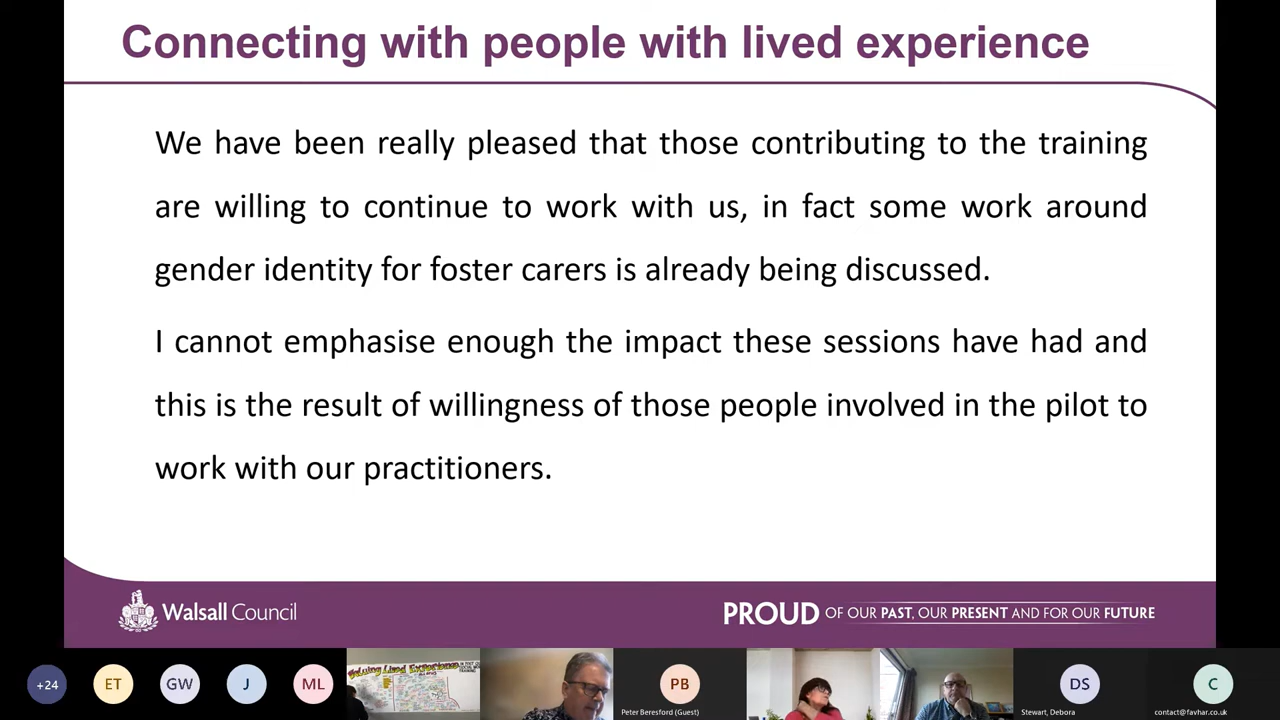 Connecting with people with lived experience
We have been really pleased that those contributing to the training
are willing to continue to work with us, in fact some work around
gender identity for foster carers is already being discussed.
I cannot emphasise enough the impact these sessions have had and
this is the result of willingness of those people involved in the pilot to
work with our practitioners.
Walsall Council
PROUD OF OUR PAST, OUR PRESENT AND FOR OUR FUTURE
+24
ET
GW
J
ML
Valuing Lived Experience
PB
Peter Beresford (Guest)
DS
Stewart, Debora
C
contact@favhar.co.uk